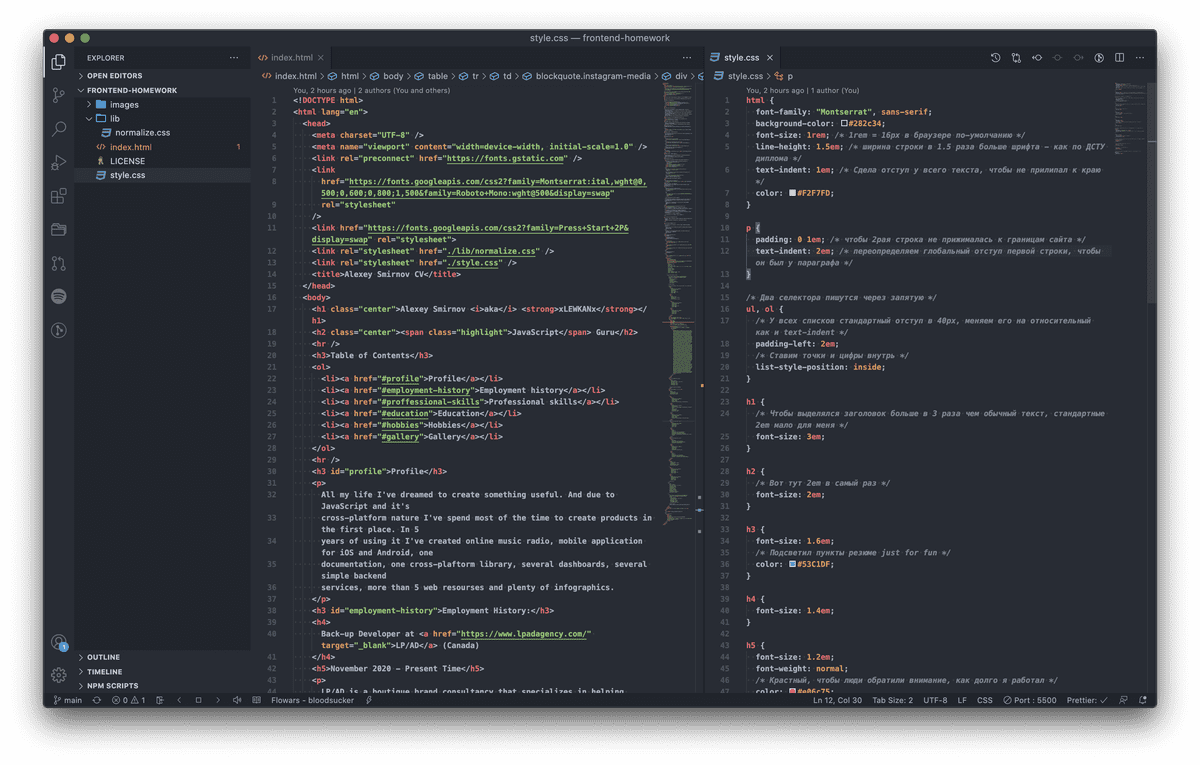 style.css — frontend-homework
EXPLORER
OPEN EDITORS
FRONTEND-HOMEWORK
images
lib
normalize.css
index.html
LICENSE
style.css
OUTLINE
TIMELINE
NPM SCRIPTS
index.html
index.html > html > body > table > tr > td > blockquote.instagram-media > div >
You, 2 hours ago | 2 authors (You and others)
1 <!DOCTYPE html>
2 <html lang="en">
3 <head>
4 <meta charset="UTF-8" />
5 <meta name="viewport" content="width=device-width, initial-scale=1.0" />
6 <link rel="preconnect" href="https://fonts.gstatic.com" />
7 <link
8 href="https://fonts.googleapis.com/css2?family=Montserrat:ital,wght@0,
500;0,600;0,800;1,500&family=Roboto+Mono:wght@500&display=swap"
9 rel="stylesheet"
10 />
11 <link href="https://fonts.googleapis.com/css2?family=Press+Start+2P&
display=swap" rel="stylesheet">
12 <link rel="stylesheet" href="./lib/normalize.css" />
13 <link rel="stylesheet" href="./style.css" />
14 <title>Alexey Smirnov CV</title>
15 </head>
16 <body>
17 <h1 class="center">Alexey Smirnov <i>aka</i> <strong>xLEWKANx</strong></
h1>
18 <h2 class="center"><span class="highlight">JavaScript</span> Guru</h2>
19 <hr />
20 <h3>Table of Contents</h3>
21 <ol>
22 <li><a href="#profile">Profile</a></li>
23 <li><a href="#employment-history">Employment history</a></li>
24 <li><a href="#proffessional-skills">Professional skills</a></li>
25 <li><a href="#education">Education</a></li>
26 <li><a href="#hobbies">Hobbies</a></li>
27 <li><a href="#gallery">Gallery</a></li>
28 </ol>
29 <hr />
30 <h3 id="profile">Profile</h3>
31 <p>
32 All my life I've dreamed to create something useful. And due to
JavaScript and it's
33 cross-platform nature I've spend most of the time to create products in
the first place. In 5
34 years of using it I've created online music radio, mobile application
for iOS and Android, one
35 documentation, one cross-platform library, several dashboards, several
simple backend
36 services, more than 5 web resourses and plenty of infographics.
37 </p>
38 <h3 id="employment-history">Employment History:</h3>
39 <h4>
40 Back-up Developer at <a href="https://www.lpadagency.com/"
target="_blank">LP/AD</a> (Canada)
41 </h4>
42 <h5>November 2020 - Present Time</h5>
43 <p>
44 LP/AD is a boutique brand consultancy that specializes in helping
style.css
style.css > p
You, 2 hours ago | 1 author (You)
1 html {
2 font-family: "Montserrat", sans-serif;
3 background-color: #282c34;
4 font-size: 1rem; /* 1rem = 16px в браузере по-умолчанию */
5 line-height: 1.5em; /* ширина строки в 1.5 раза больше шрифта - как по ДСТУ
диплома */
6 text-indent: 1em; /* Сдела отступ у всего текста, чтобы не прилипал к краю
*/
7 color: #F2F7FD;
8 }
9
10 p {
11 padding: 0 1em; /* чтобы 2рая строка не прижималась к границам сайта */
12 text-indent: 2em; /* переопределяем глобальный отступ первой строки, чтобы
он был у параграфа */
13 }
14
15 /* Два селектора пишутся через запятую */
16 ul, ol {
17 /* У всех списков стандартный отступ в 40px, меняем его на относительный
как и text-indent */
18 padding-left: 2em;
19 /* Ставим точки и цифры внутрь */
20 list-style-position: inside;
21 }
22
23 h1 {
24 /* Чтобы выделялся заголовок больше в 3 раза чем обычный текст, стандартные
2em мало для меня */
25 font-size: 3em;
26 }
27
28 h2 {
29 /* Вот тут 2em в самый раз */
30 font-size: 2em;
31 }
32
33 h3 {
34 font-size: 1.6em;
35 /* Подсветил пункты резюме just for fun */
36 color: #53C1DF;
37 }
38
39 h4 {
40 font-size: 1.4em;
41 }
42
43 h5 {
44 font-size: 1.2em;
45 font-weight: normal;
46 /* Крастный, чтобы люди обратили внимание, как долго я работал */
47 color: #e06c75;
main 0 1 Flowars - bloodsucker Ln 12, Col 30 Tab Size: 2 UTF-8 LF CSS Port : 5500 Prettier: ✓